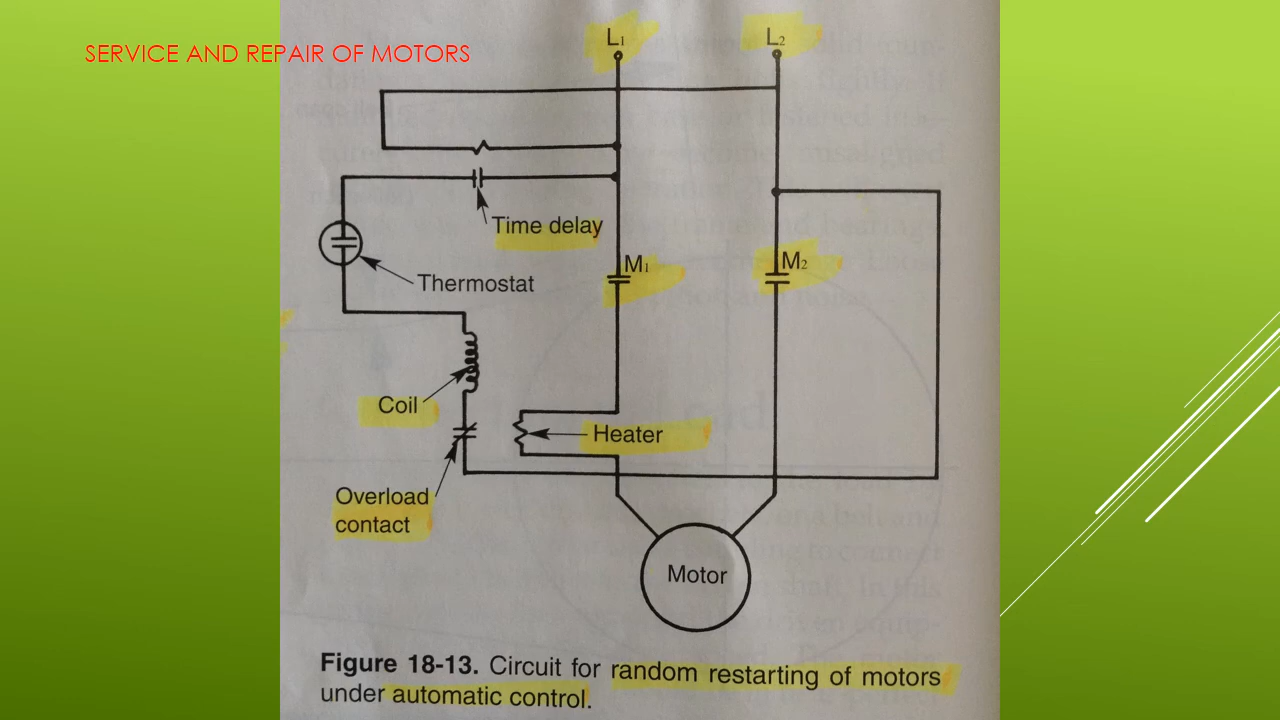 SERVICE AND REPAIR OF MOTORS
L1
L2
Time delay
M1
M2
Thermostat
Coil
Heater
Overload
contact
Motor
Figure 18-13. Circuit for random restarting of motors
under automatic control.